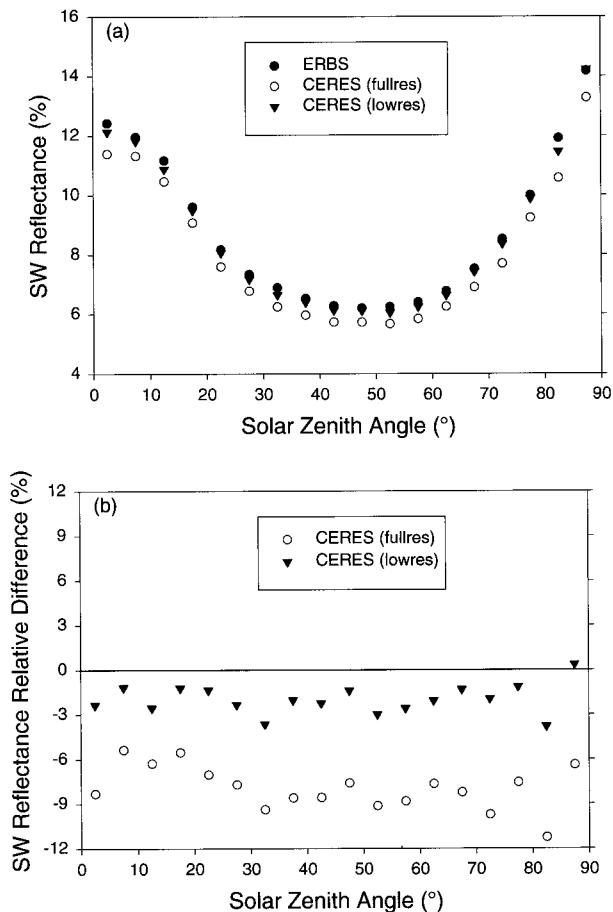 (a)
ERBS
CERES (fullres)
CERES (lowres)
SW Reflectance (%)
16
14
12
10
8
6
4
0 10 20 30 40 50 60 70 80 90
Solar Zenith Angle (°)
(b)
CERES (fullres)
CERES (lowres)
SW Reflectance Relative Difference (%)
12
9
6
3
0
-3
-6
-9
-12
0 10 20 30 40 50 60 70 80 90
Solar Zenith Angle (°)